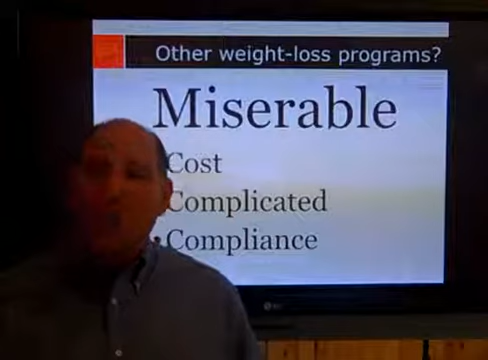 Other weight-loss programs?
Miserable
Cost
Complicated
• Compliance